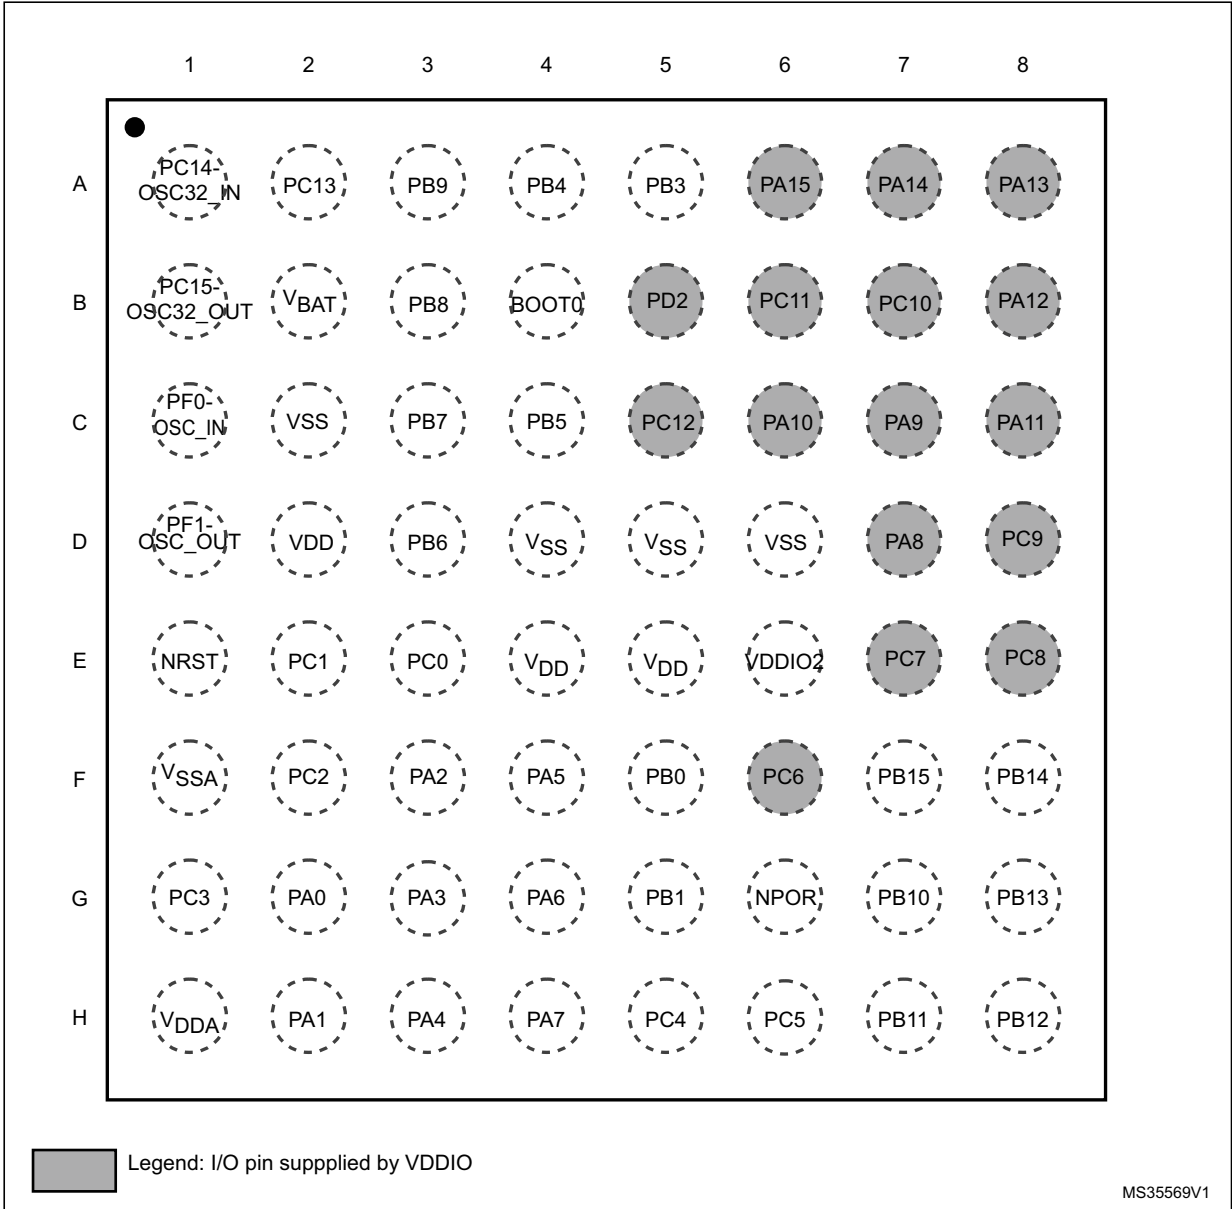 1 2 3 4 5 6 7 8
A PC14-OSC32_IN PC13 PB9 PB4 PB3 PA15 PA14 PA13
B PC15-OSC32_OUT VBAT PB8 BOOT0 PD2 PC11 PC10 PA12
C PF0-OSC_IN VSS PB7 PB5 PC12 PA10 PA9 PA11
D PF1-OSC_OUT VDD PB6 VSS VSS VSS PA8 PC9
E NRST PC1 PC0 VDD VDD VDDIO2 PC7 PC8
F VSSA PC2 PA2 PA5 PB0 PC6 PB15 PB14
G PC3 PA0 PA3 PA6 PB1 NPOR PB10 PB13
H VDDA PA1 PA4 PA7 PC4 PC5 PB11 PB12
Legend: I/O pin suppplied by VDDIO
MS35569V1